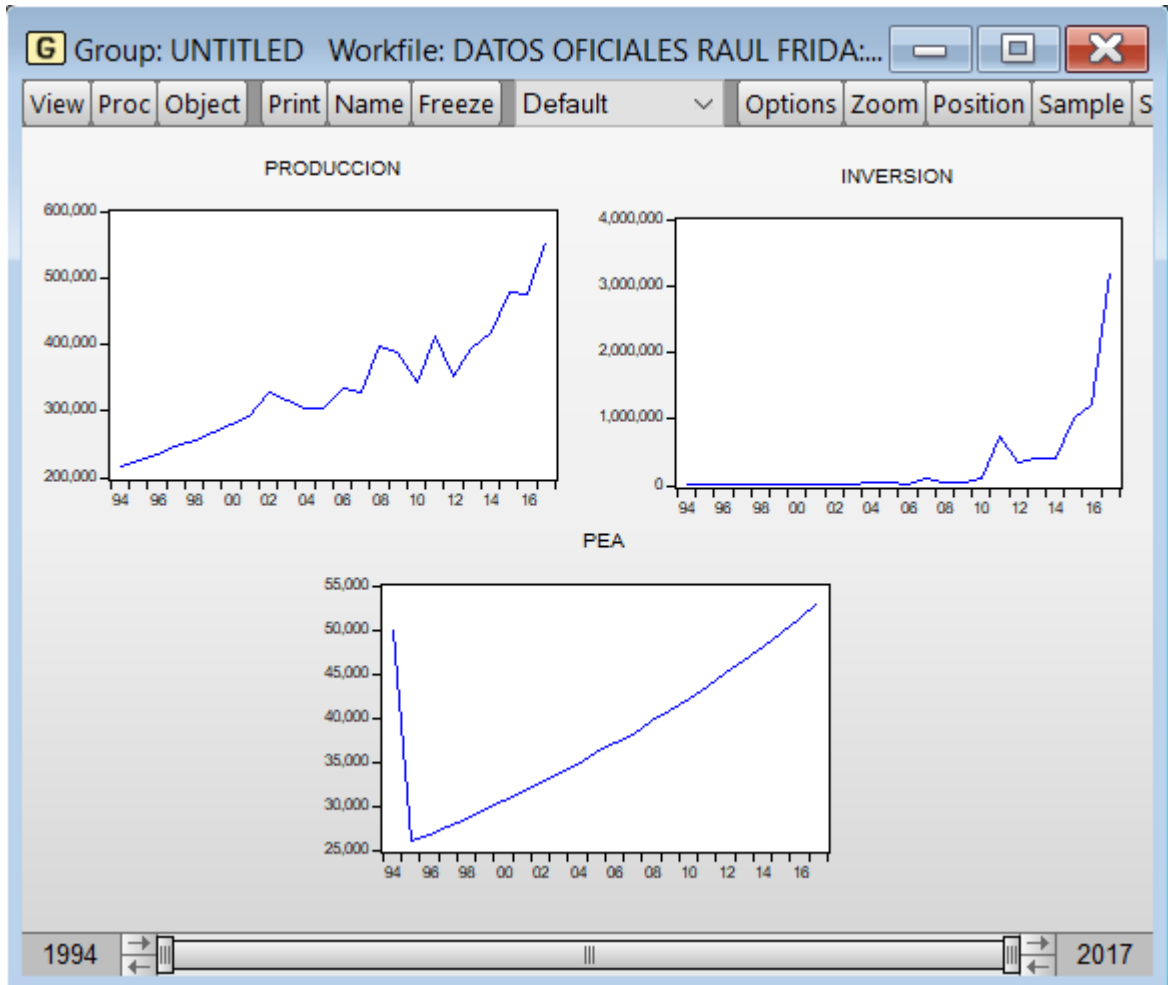 G Group: UNTITLED Workfile: DATOS OFICIALES RAUL FRIDA:...
View Proc Object Print Name Freeze Default Options Zoom Position Sample S
PRODUCCION
600,000
500,000
400,000
300,000
200,000
94 96 98 00 02 04 06 08 10 12 14 16
INVERSION
4,000,000
3,000,000
2,000,000
1,000,000
0
94 96 98 00 02 04 06 08 10 12 14 16
PEA
55,000
50,000
45,000
40,000
35,000
30,000
25,000
94 96 98 00 02 04 06 08 10 12 14 16
1994 2017